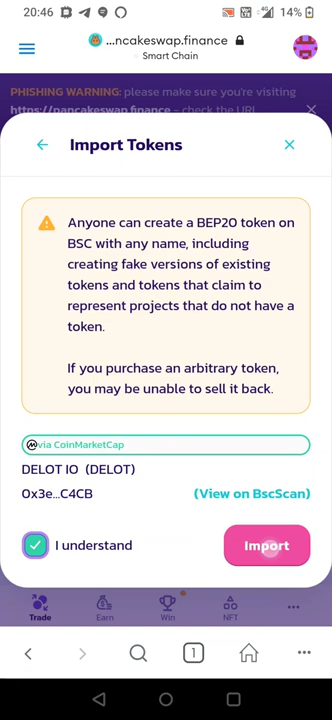 20:46
14%
...ncakeswap.finance
Smart Chain
PHISHING WARNING: please make sure you're visiting
https://pancakeswap.finance - check the URL
Import Tokens
Anyone can create a BEP20 token on
BSC with any name, including
creating fake versions of existing
tokens and tokens that claim to
represent projects that do not have a
token.
If you purchase an arbitrary token,
you may be unable to sell it back.
via CoinMarketCap
DELOT IO (DELOT)
0x3e...C4CB
(View on BscScan)
I understand
Import
Trade
Earn
Win
NFT
1